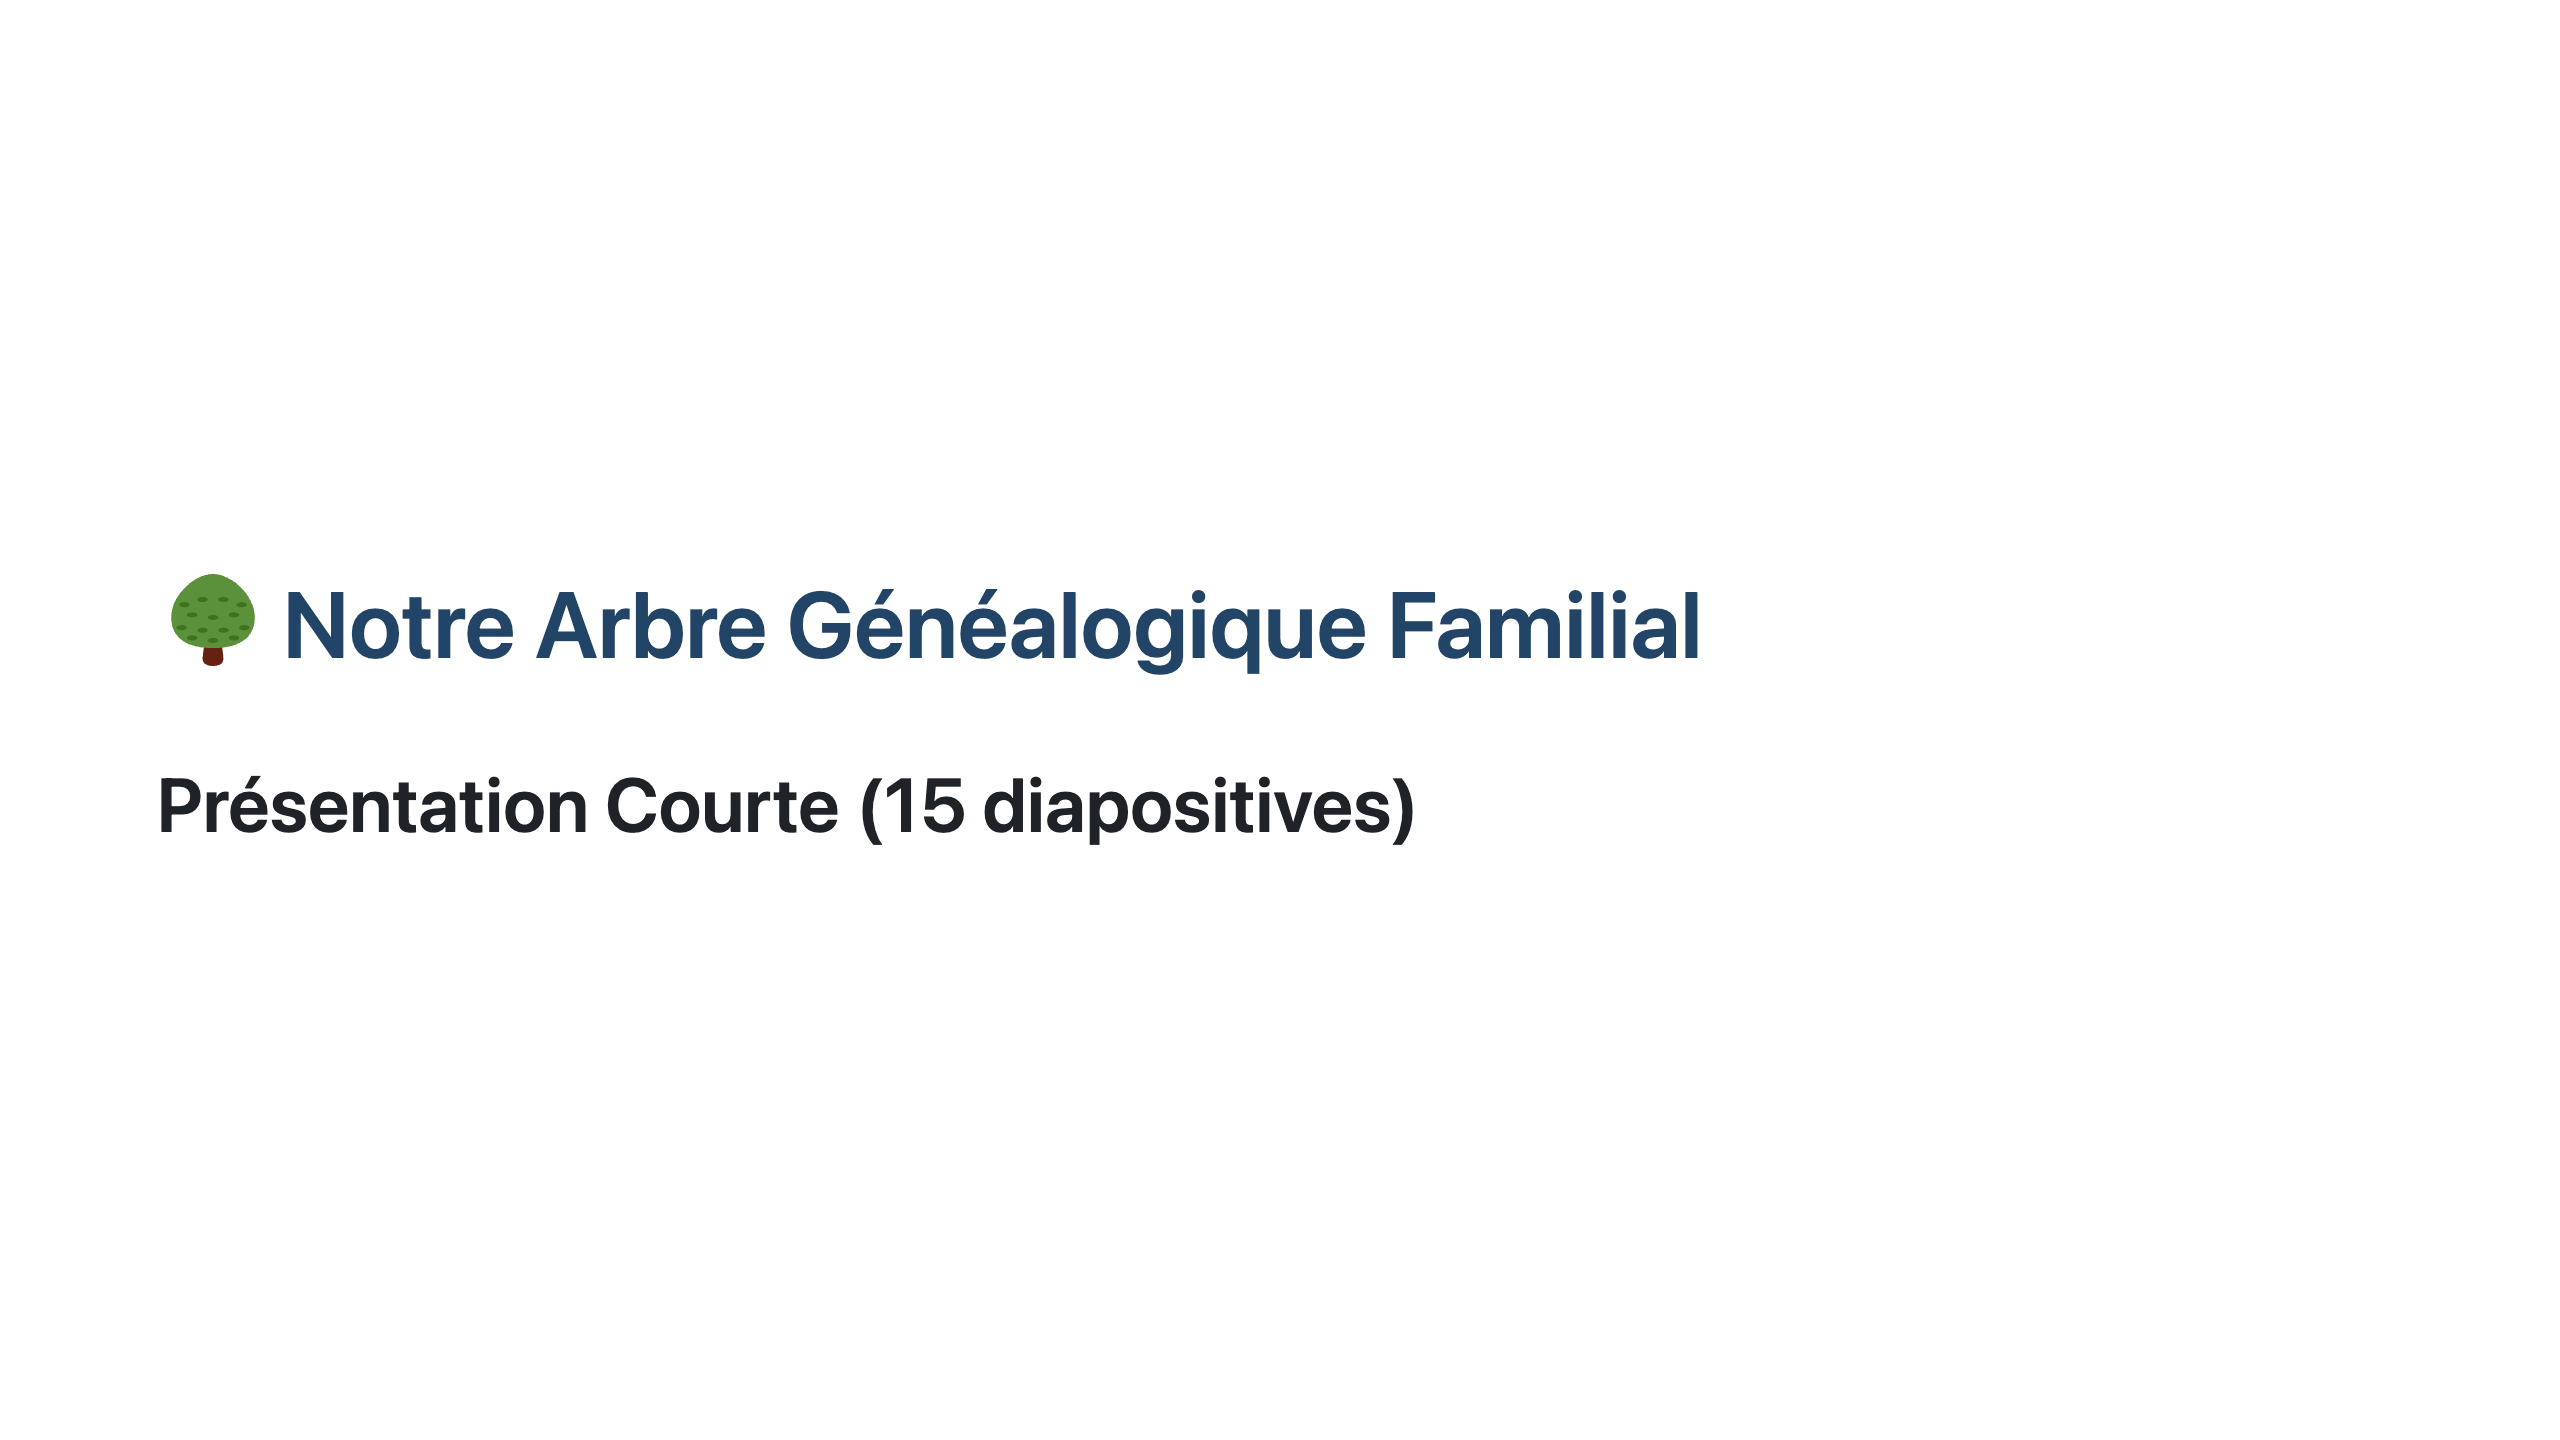 Notre Arbre Généalogique Familial
Présentation Courte (15 diapositives)